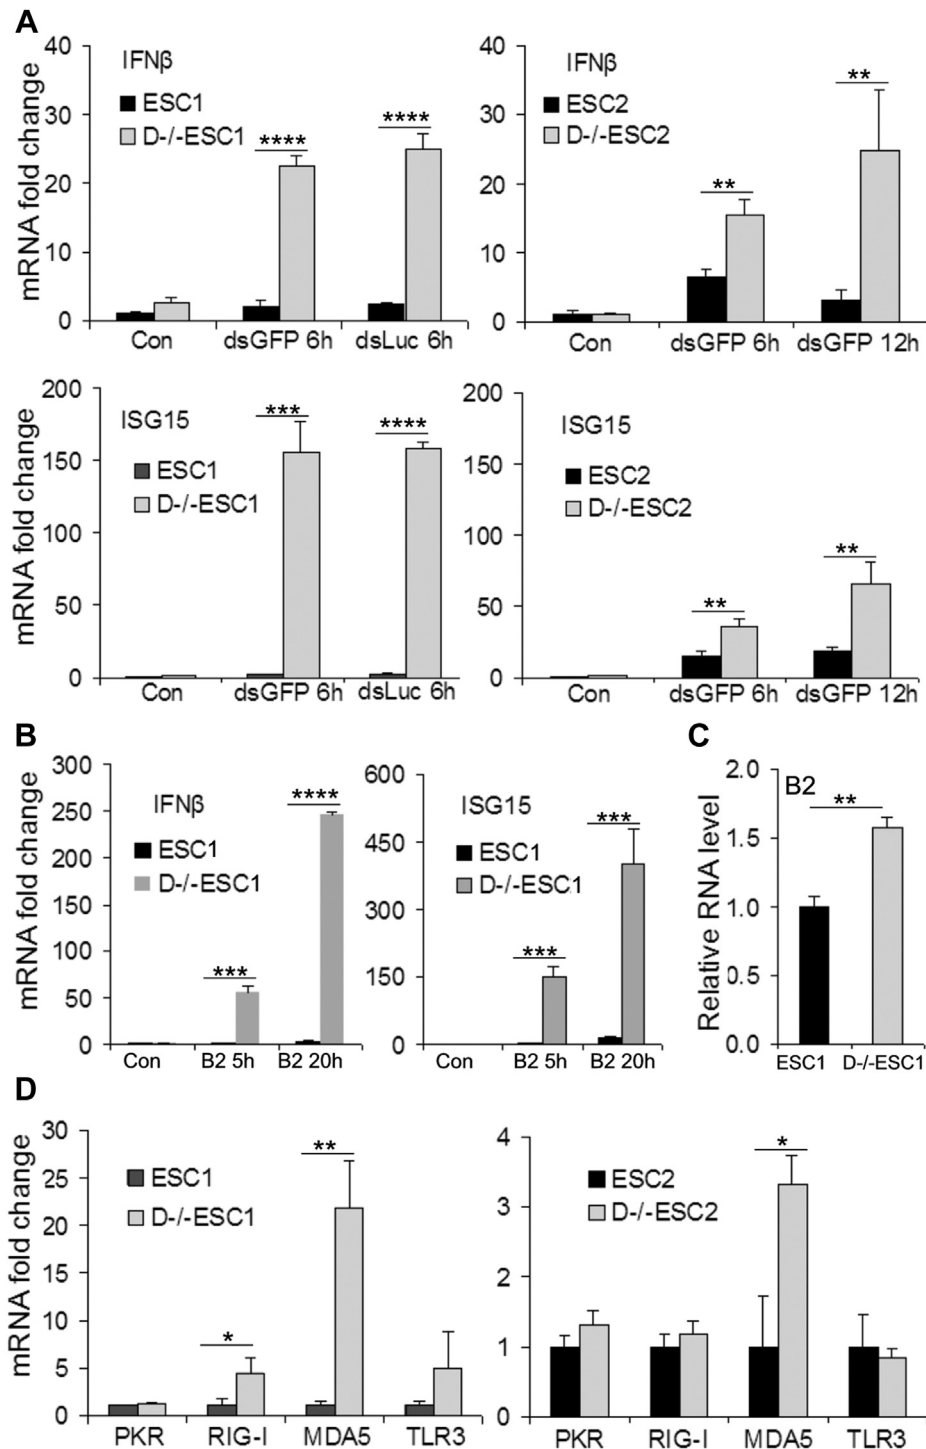 A
mRNA fold change
40
30
20
10
0
IFNβ
ESC1
D-/-ESC1
****
****
Con
dsGFP 6h
dsLuc 6h
40
30
20
10
0
IFNβ
ESC2
D-/-ESC2
**
**
Con
dsGFP 6h
dsGFP 12h
mRNA fold change
200
150
100
50
0
ISG15
ESC1
D-/-ESC1
***
****
Con
dsGFP 6h
dsLuc 6h
200
150
100
50
0
ISG15
ESC2
D-/-ESC2
**
**
Con
dsGFP 6h
dsGFP 12h
B
mRNA fold change
300
250
200
150
100
50
0
IFNβ
ESC1
D-/-ESC1
***
****
Con
B2 5h
B2 20h
600
450
300
150
0
ISG15
ESC1
D-/-ESC1
***
***
Con
B2 5h
B2 20h
C
Relative RNA level
2.0
1.5
1.0
0.5
0.0
B2
**
ESC1
D-/-ESC1
D
mRNA fold change
30
25
20
15
10
5
0
ESC1
D-/-ESC1
*
**
PKR
RIG-I
MDA5
TLR3
4
3
2
1
0
ESC2
D-/-ESC2
*
PKR
RIG-I
MDA5
TLR3